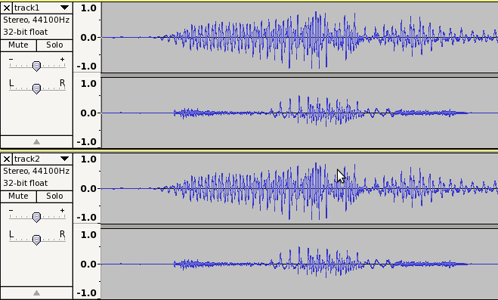 track1
Stereo, 44100Hz
32-bit float
Mute Solo
- +
L R
1.0
0.0
-1.0
1.0
0.0
-1.0
track2
Stereo, 44100Hz
32-bit float
Mute Solo
- +
L R
1.0
0.0
-1.0
1.0
0.0
-1.0